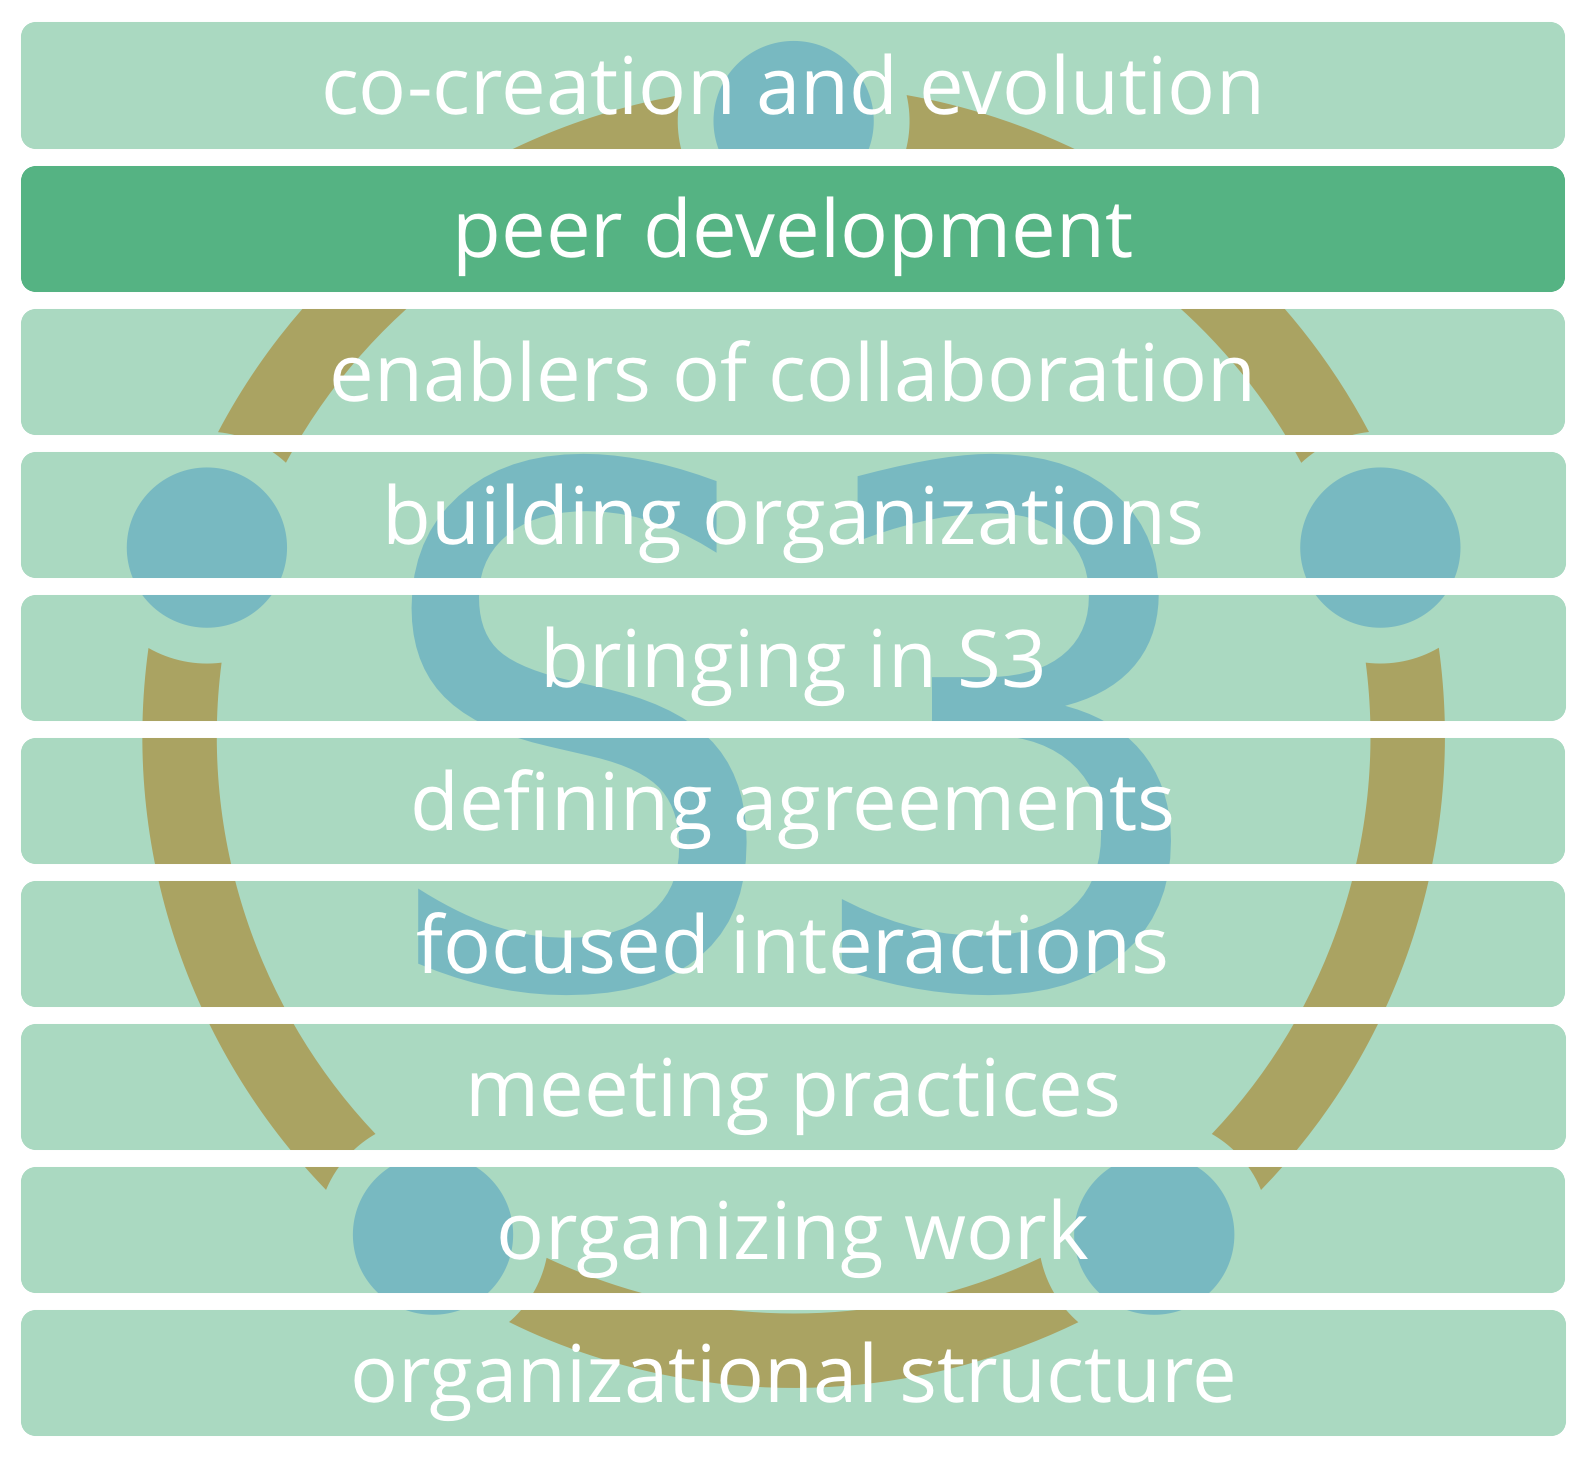 co-creation and evolution
peer development
enablers of collaboration
building organizations
bringing in S3
defining agreements
focused interactions
meeting practices
organizing work
organizational structure
S3